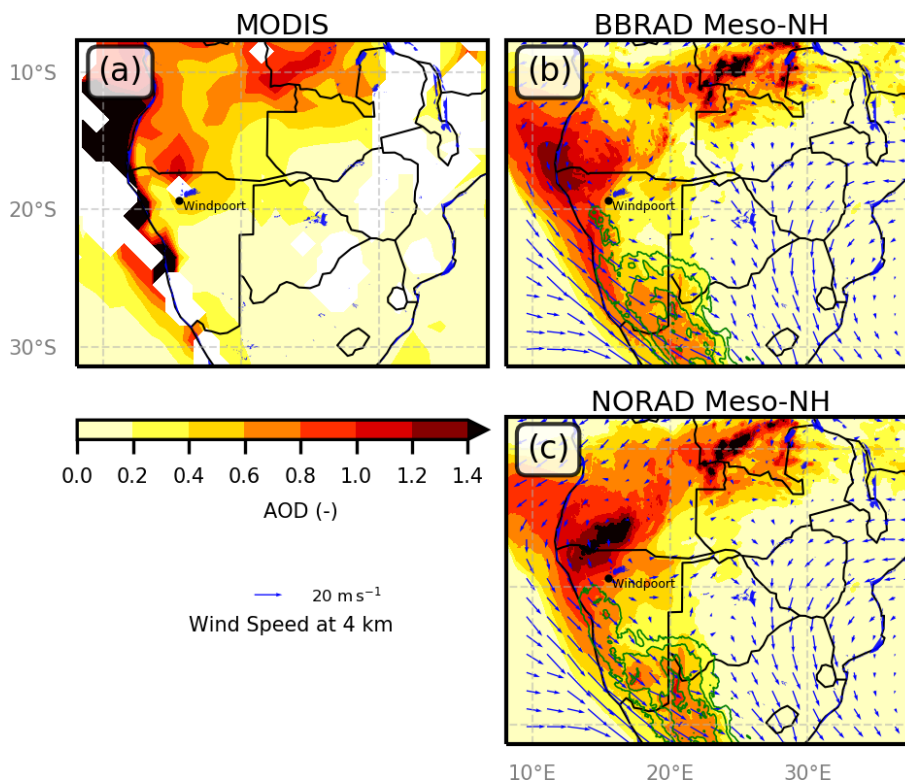 MODIS
BBRAD Meso-NH
(a)
(b)
10°S
20°S
30°S
Windpoort
Windpoort
NORAD Meso-NH
(c)
0.0 0.2 0.4 0.6 0.8 1.0 1.2 1.4
AOD (-)
20 m s⁻¹
Wind Speed at 4 km
Windpoort
10°E 20°E 30°E